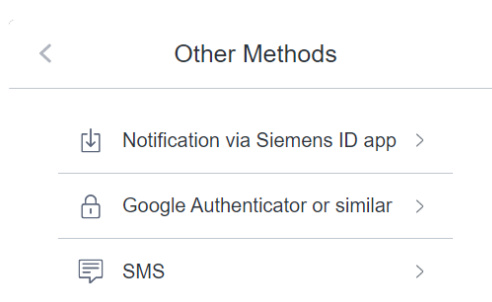 Other Methods
Notification via Siemens ID app
Google Authenticator or similar
SMS